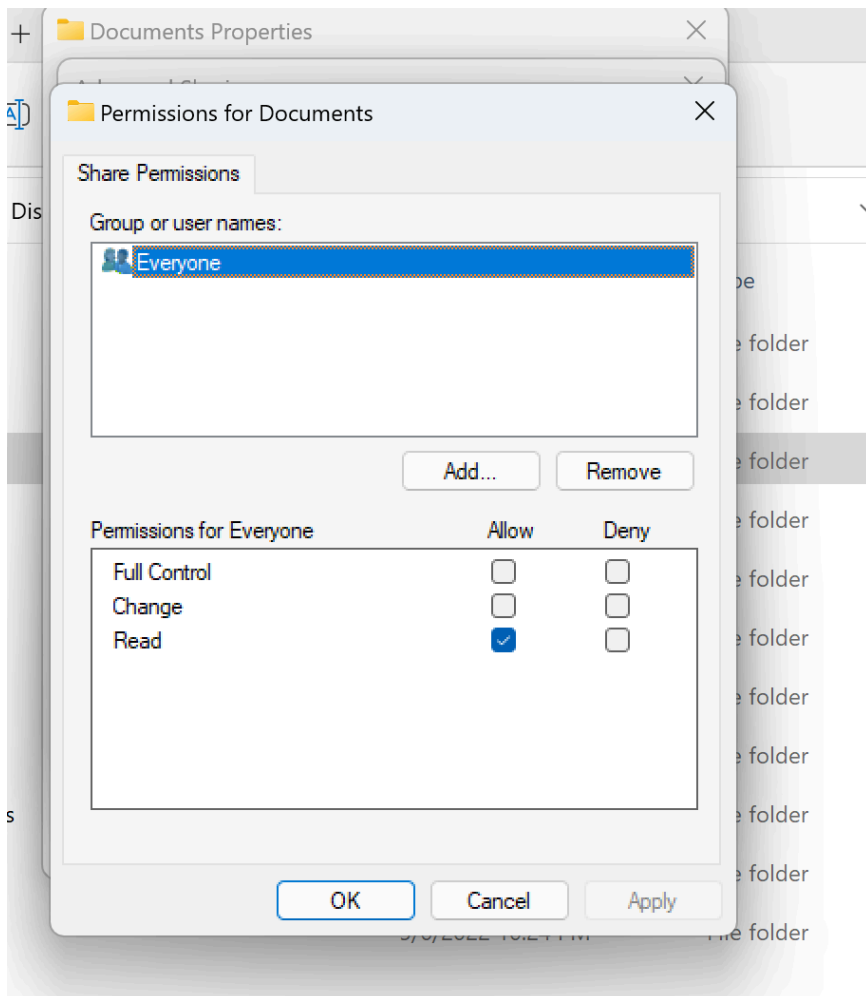 Documents Properties
Permissions for Documents
Share Permissions
Dis
Group or user names:
Everyone
pe
e folder
e folder
e folder
Add... Remove
e folder
Permissions for Everyone Allow Deny
Full Control
e folder
Change
Read
e folder
e folder
e folder
s
e folder
e folder
OK Cancel Apply
File folder